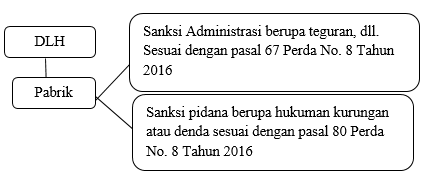 DLH
Pabrik
Sanksi Administrasi berupa teguran, dll.
Sesuai dengan pasal 67 Perda No. 8 Tahun
2016
Sanksi pidana berupa hukuman kurungan
atau denda sesuai dengan pasal 80 Perda
No. 8 Tahun 2016